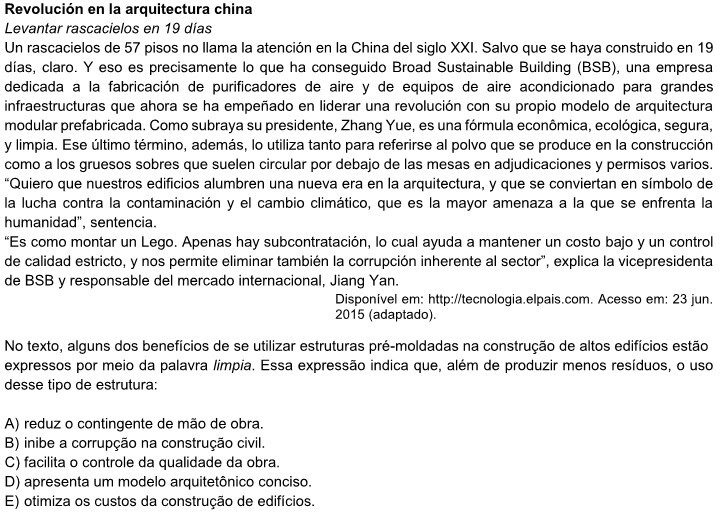 Revolución en la arquitectura china
Levantar rascacielos en 19 días
Un rascacielos de 57 pisos no llama la atención en la China del siglo XXI. Salvo que se haya construido en 19
días, claro. Y eso es precisamente lo que ha conseguido Broad Sustainable Building (BSB), una empresa
dedicada a la fabricación de purificadores de aire y de equipos de aire acondicionado para grandes
infraestructuras que ahora se ha empeñado en liderar una revolución con su propio modelo de arquitectura
modular prefabricada. Como subraya su presidente, Zhang Yue, es una fórmula econômica, ecológica, segura,
y limpia. Ese último término, además, lo utiliza tanto para referirse al polvo que se produce en la construcción
como a los gruesos sobres que suelen circular por debajo de las mesas en adjudicaciones y permisos varios.
“Quiero que nuestros edificios alumbren una nueva era en la arquitectura, y que se conviertan en símbolo de
la lucha contra la contaminación y el cambio climático, que es la mayor amenaza a la que se enfrenta la
humanidad”, sentencia.
“Es como montar un Lego. Apenas hay subcontratación, lo cual ayuda a mantener un costo bajo y un control
de calidad estricto, y nos permite eliminar también la corrupción inherente al sector”, explica la vicepresidenta
de BSB y responsable del mercado internacional, Jiang Yan.
Disponível em: http://tecnologia.elpais.com. Acesso em: 23 jun.
2015 (adaptado).
No texto, alguns dos benefícios de se utilizar estruturas pré-moldadas na construção de altos edifícios estão
expressos por meio da palavra limpia. Essa expressão indica que, além de produzir menos resíduos, o uso
desse tipo de estrutura:
A) reduz o contingente de mão de obra.
B) inibe a corrupção na construção civil.
C) facilita o controle da qualidade da obra.
D) apresenta um modelo arquitetônico conciso.
E) otimiza os custos da construção de edifícios.